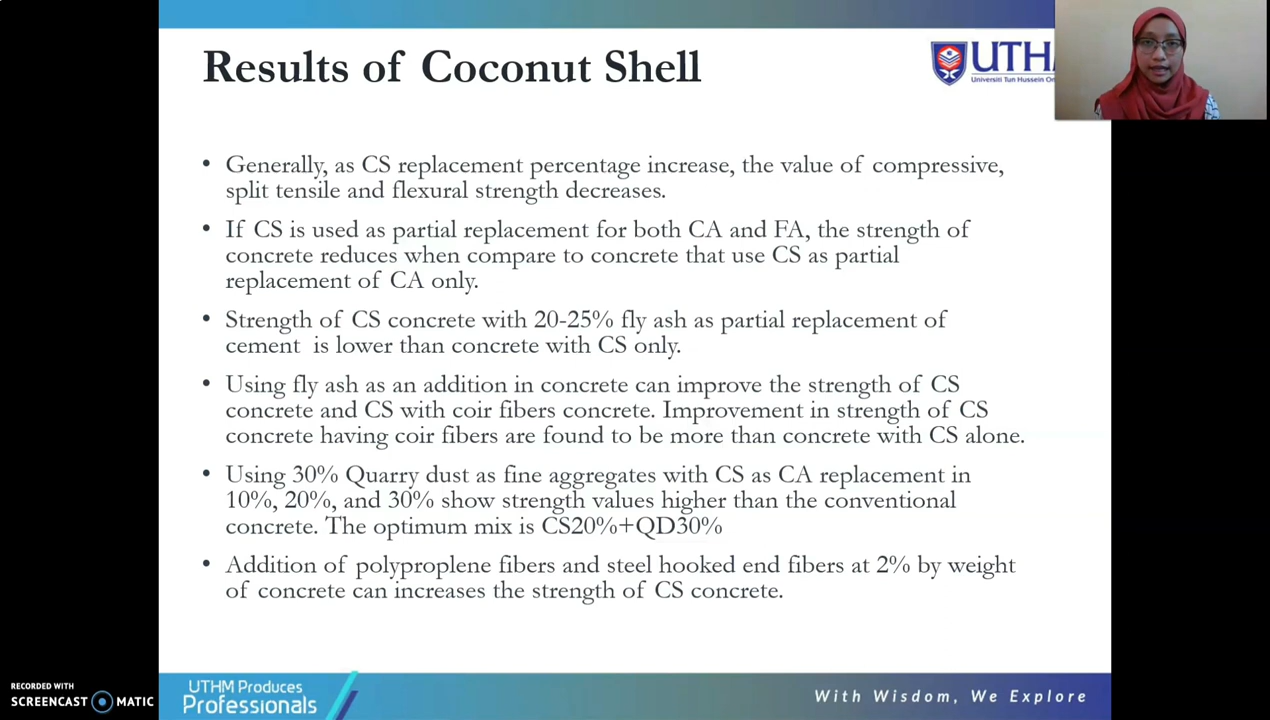 Results of Coconut Shell
UTH
Universiti Tun Hussein On
• Generally, as CS replacement percentage increase, the value of compressive,
split tensile and flexural strength decreases.
• If CS is used as partial replacement for both CA and FA, the strength of
concrete reduces when compare to concrete that use CS as partial
replacement of CA only.
• Strength of CS concrete with 20-25% fly ash as partial replacement of
cement is lower than concrete with CS only.
• Using fly ash as an addition in concrete can improve the strength of CS
concrete and CS with coir fibers concrete. Improvement in strength of CS
concrete having coir fibers are found to be more than concrete with CS alone.
• Using 30% Quarry dust as fine aggregates with CS as CA replacement in
10%, 20%, and 30% show strength values higher than the conventional
concrete. The optimum mix is CS20%+QD30%
• Addition of polyproplene fibers and steel hooked end fibers at 2% by weight
of concrete can increases the strength of CS concrete.
RECORDED WITH
SCREENCAST MATIC
UTHM Produces
Professionals
With Wisdom, We Explore